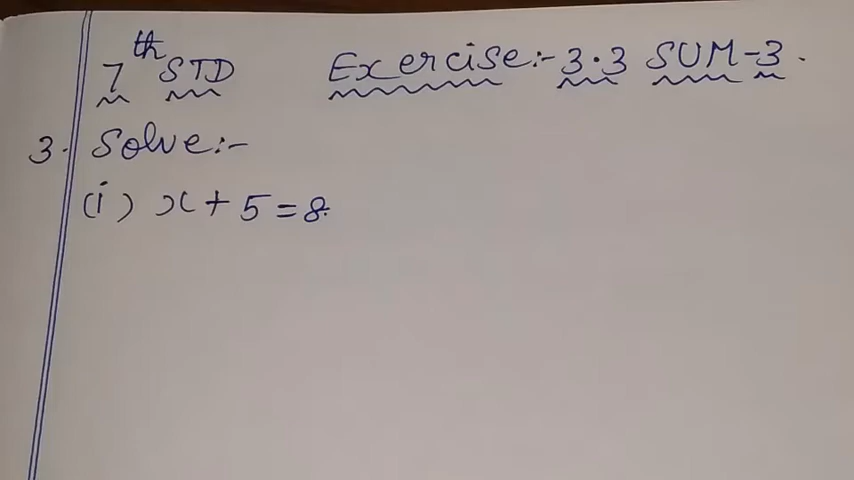 7th STD Exercise:- 3.3 SUM-3.
3. Solve:-
(i) x + 5 = 8.